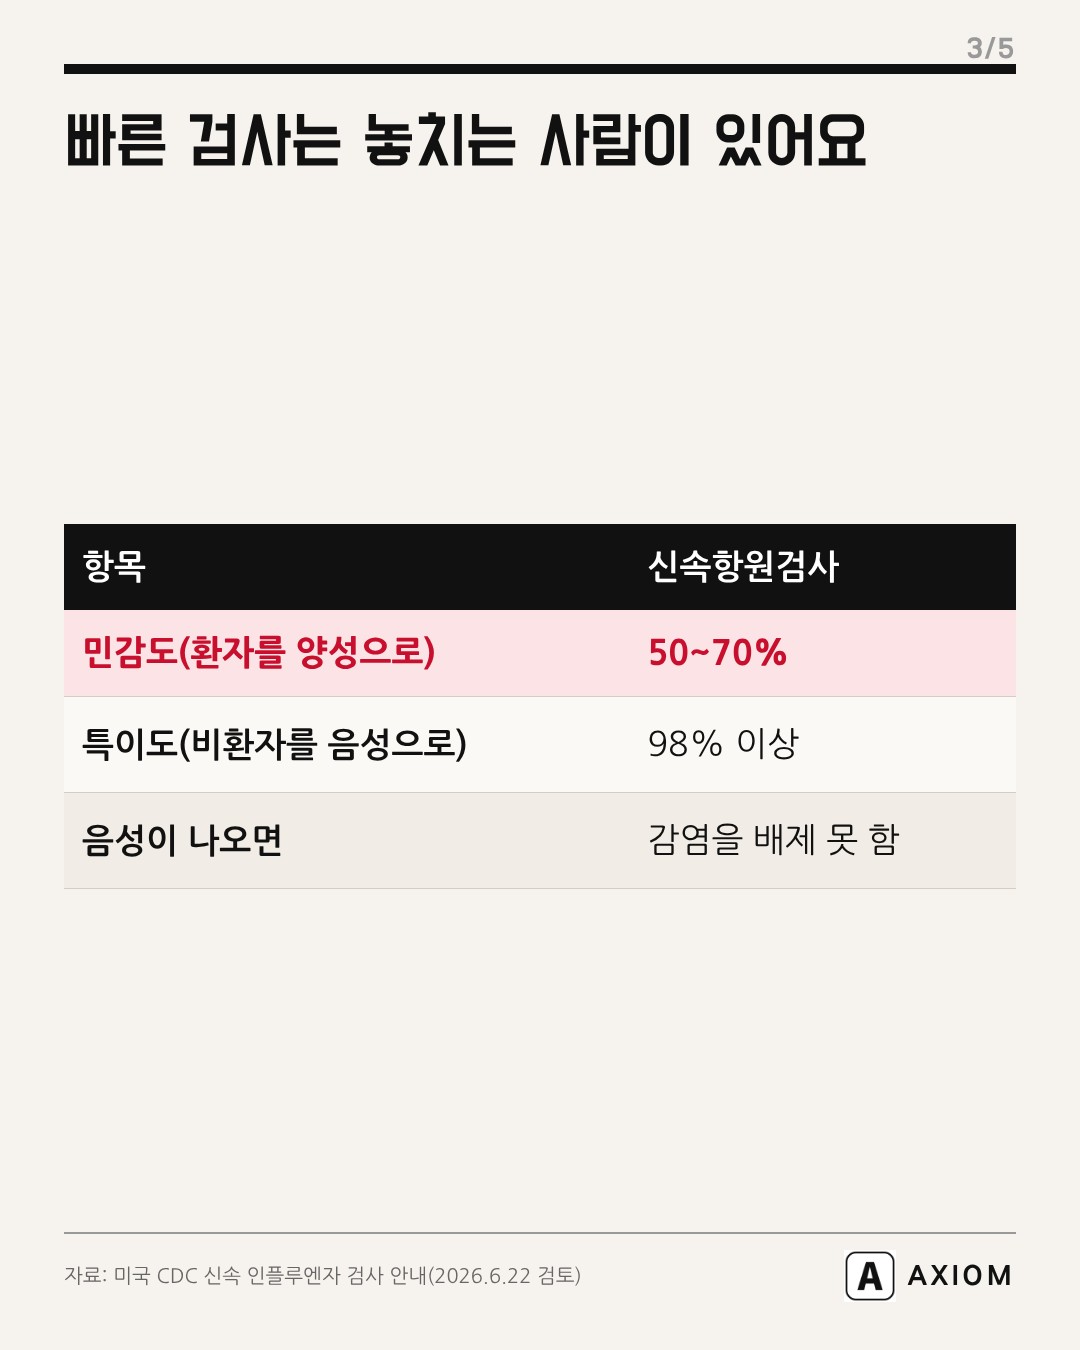 3/5
빠른 검사는 놓치는 사람이 있어요
항목 신속항원검사
민감도(환자를 양성으로) 50~70%
특이도(비환자를 음성으로) 98% 이상
음성이 나오면 감염을 배제 못 함
자료: 미국 CDC 신속 인플루엔자 검사 안내(2026.6.22 검토)
A AXIOM